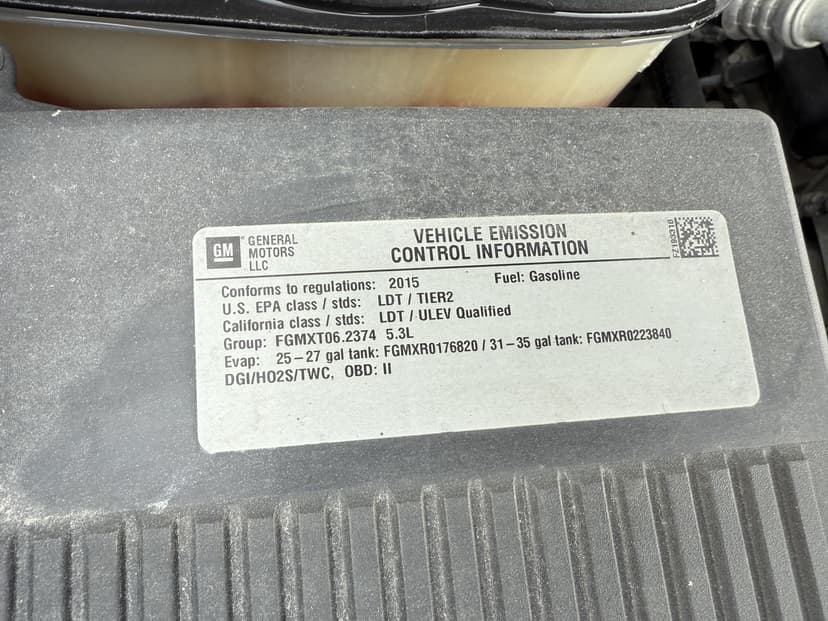 GM GENERAL MOTORS LLC
VEHICLE EMISSION
CONTROL INFORMATION
Conforms to regulations: 2015 Fuel: Gasoline
U.S. EPA class / stds: LDT / TIER2
California class / stds: LDT / ULEV Qualified
Group: FGMXT06.2374 5.3L
Evap: 25–27 gal tank: FGMXR0176820 / 31–35 gal tank: FGMXR0223840
DGI/HO2S/TWC, OBD: II